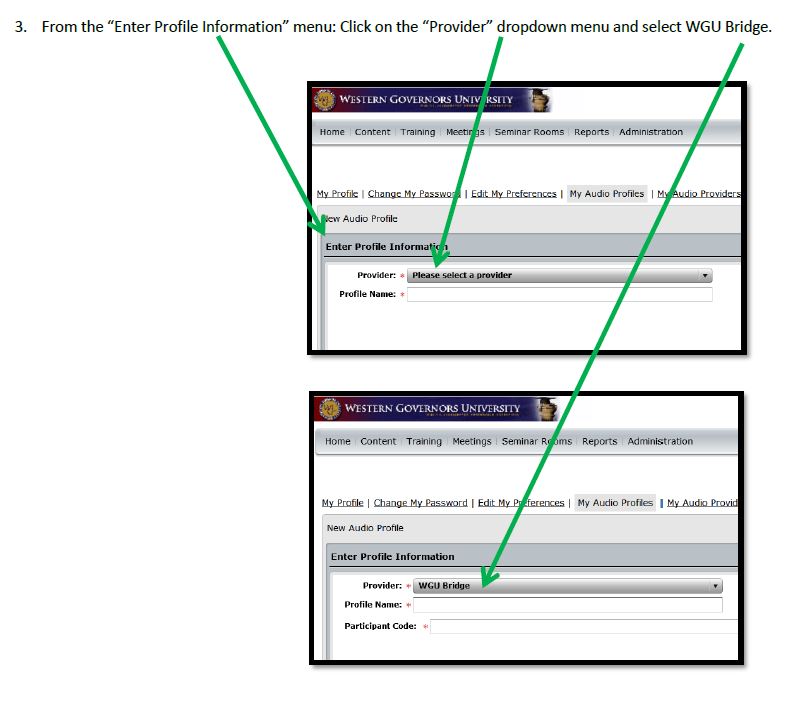 3. From the “Enter Profile Information” menu: Click on the “Provider” dropdown menu and select WGU Bridge.
WESTERN GOVERNORS UNIVERSITY
Home Content Training Meetings Seminar Rooms Reports Administration
My Profile | Change My Password | Edit My Preferences | My Audio Profiles | My Audio Providers
New Audio Profile
Enter Profile Information
Provider: * Please select a provider
Profile Name: *
WESTERN GOVERNORS UNIVERSITY
Home Content Training Meetings Seminar Rooms Reports Administration
My Profile | Change My Password | Edit My Preferences | My Audio Profiles | My Audio Provid
New Audio Profile
Enter Profile Information
Provider: * WGU Bridge
Profile Name: *
Participant Code: *